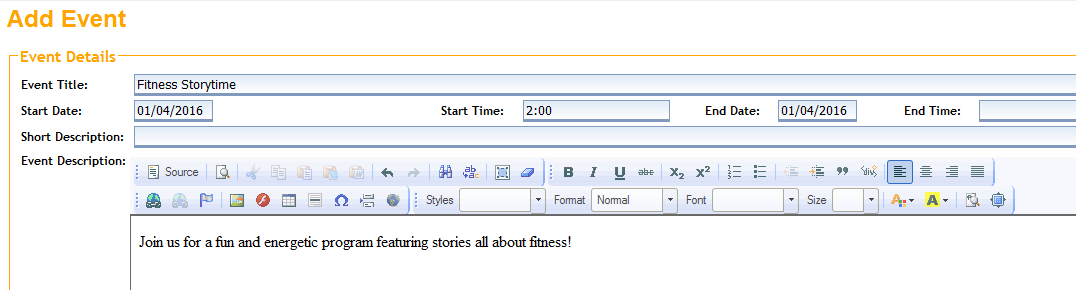 Add Event
Event Details
Event Title: Fitness Storytime
Start Date: 01/04/2016 Start Time: 2:00 End Date: 01/04/2016 End Time:
Short Description:
Event Description:
Source B I U abc X₂ X²
Styles Format Normal Font Size A A
Join us for a fun and energetic program featuring stories all about fitness!